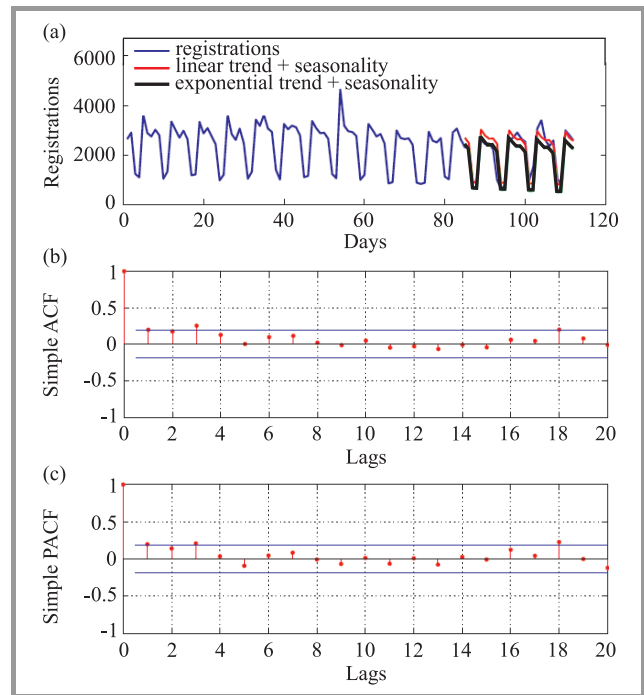 (a)
6000
4000
2000
0
Registrations
registrations
linear trend + seasonality
exponential trend + seasonality
0 20 40 60 80 100 120
Days
(b)
1
0.5
0
-0.5
-1
Simple ACF
0 2 4 6 8 10 12 14 16 18 20
Lags
(c)
1
0.5
0
-0.5
-1
Simple PACF
0 2 4 6 8 10 12 14 16 18 20
Lags